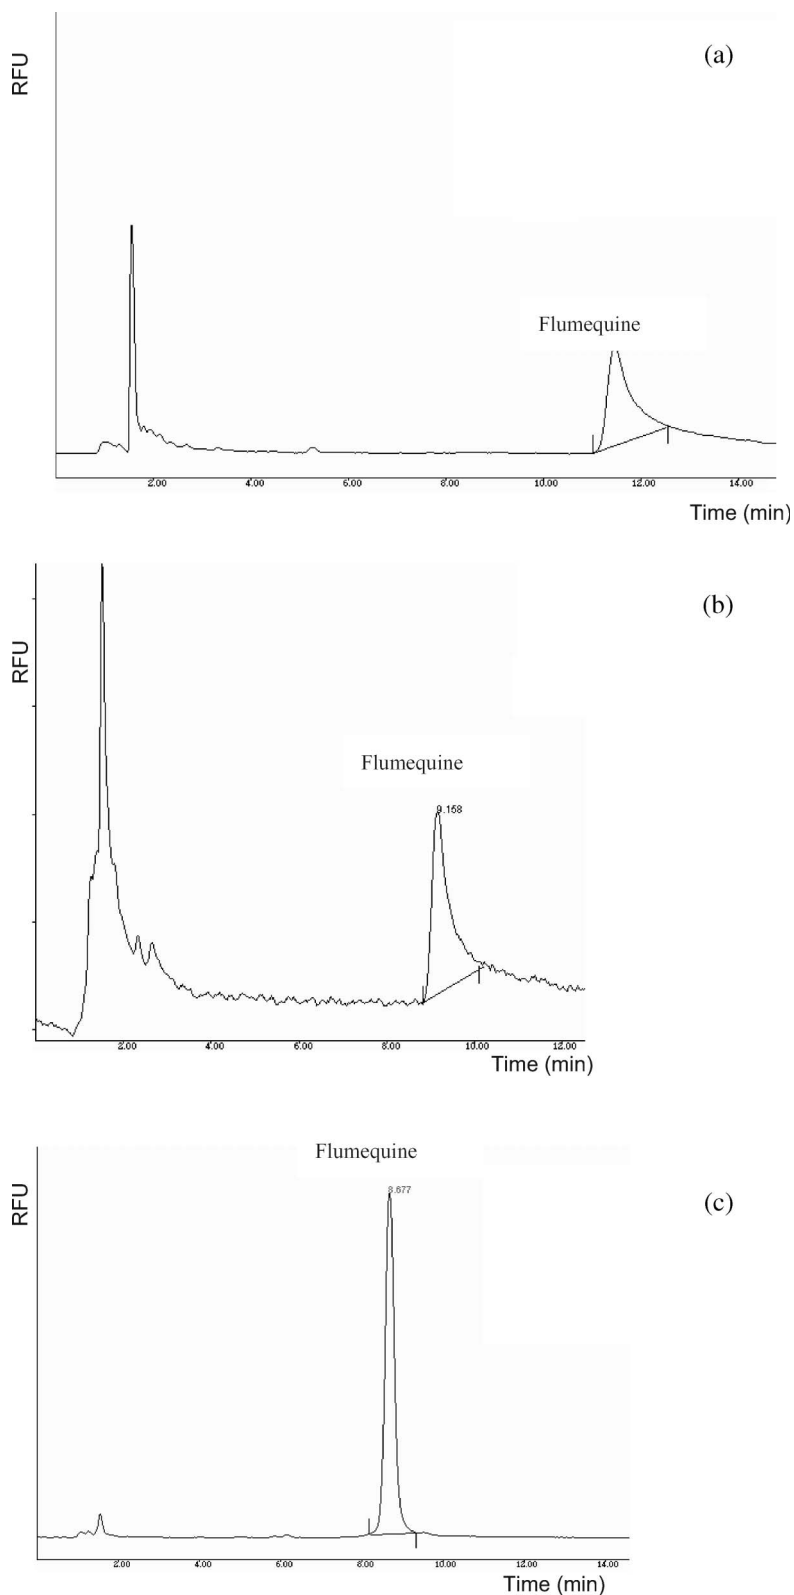 (a)
RFU
Flumequine
2.00 4.00 6.00 8.00 10.00 12.00 14.00
Time (min)
(b)
RFU
Flumequine
9.158
2.00 4.00 6.00 8.00 10.00 12.00
Time (min)
Flumequine
8.677
(c)
RFU
2.00 4.00 6.00 8.00 10.00 12.00 14.00
Time (min)